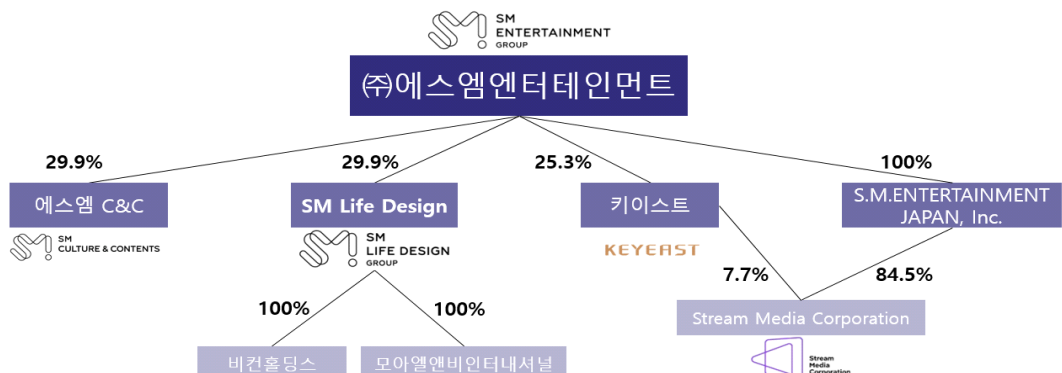 SM
ENTERTAINMENT
GROUP
㈜에스엠엔터테인먼트
29.9%
29.9%
25.3%
100%
에스엠 C&C
SM Life Design
키이스트
S.M.ENTERTAINMENT
JAPAN, Inc.
SM
CULTURE & CONTENTS
SM
LIFE DESIGN
GROUP
KEYEAST
7.7%
84.5%
100%
100%
Stream Media Corporation
비컨홀딩스
모아엘앤비인터내셔널
Stream
Media
Corporation